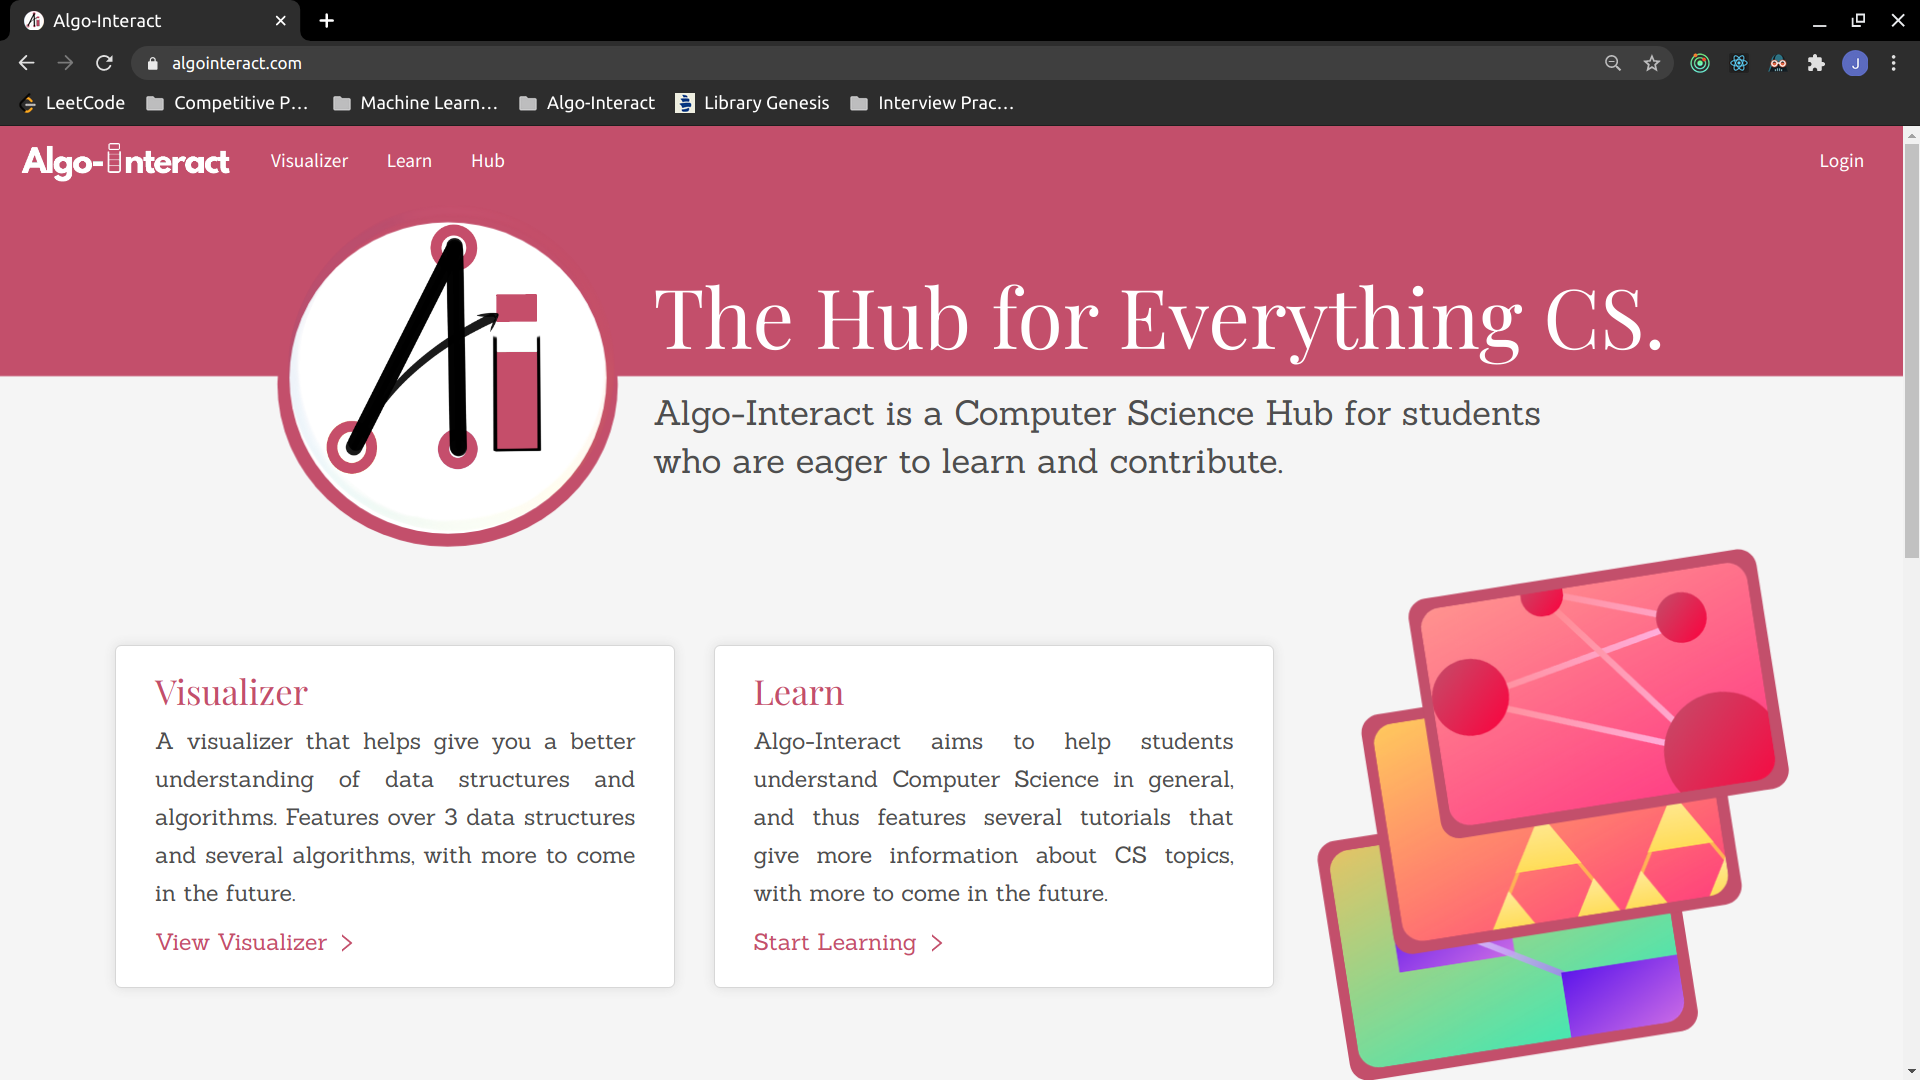 Algo-Interact
algointeract.com
J
LeetCode Competitive P... Machine Learn... Algo-Interact Library Genesis Interview Prac...
Algo-interact Visualizer Learn Hub Login
Ai
The Hub for Everything CS.
Algo-Interact is a Computer Science Hub for students
who are eager to learn and contribute.
Visualizer
A visualizer that helps give you a better
understanding of data structures and
algorithms. Features over 3 data structures
and several algorithms, with more to come
in the future.
View Visualizer >
Learn
Algo-Interact aims to help students
understand Computer Science in general,
and thus features several tutorials that
give more information about CS topics,
with more to come in the future.
Start Learning >